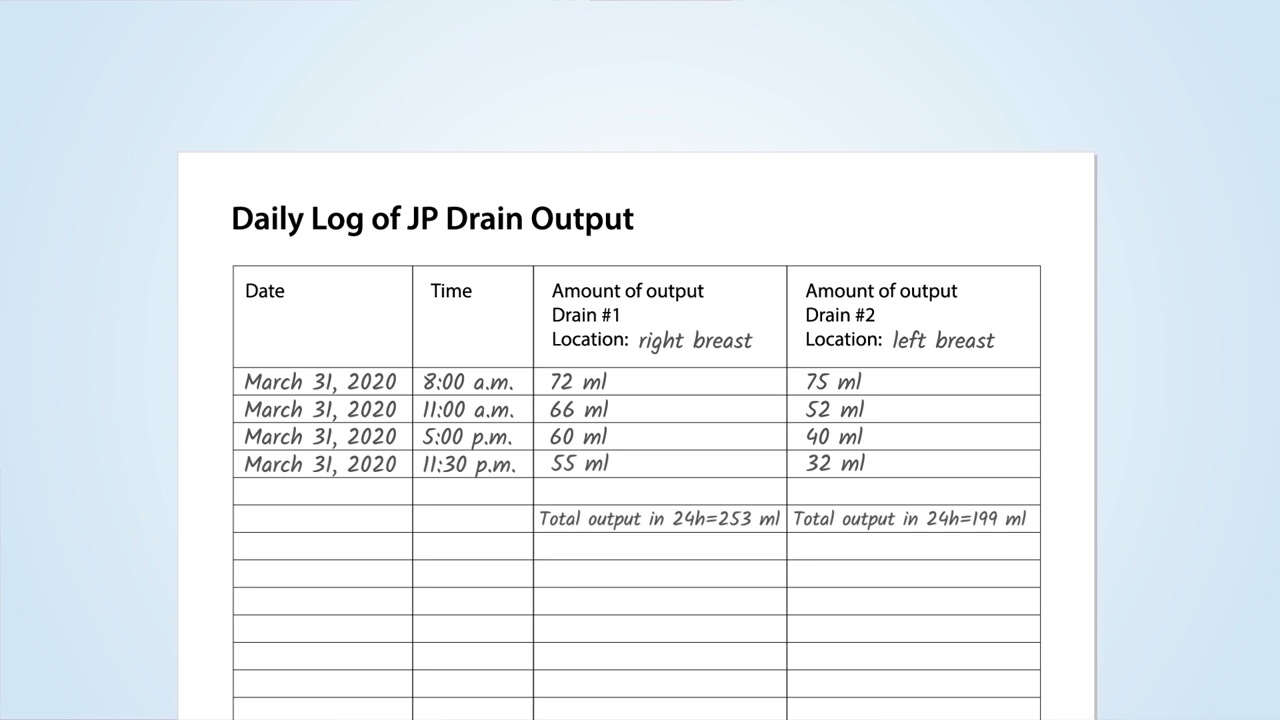 Daily Log of JP Drain Output
Date Time Amount of output Amount of output
Drain #1 Drain #2
Location: right breast Location: left breast
March 31, 2020 8:00 a.m. 72 ml 75 ml
March 31, 2020 11:00 a.m. 66 ml 52 ml
March 31, 2020 5:00 p.m. 60 ml 40 ml
March 31, 2020 11:30 p.m. 55 ml 32 ml
Total output in 24h=253 ml Total output in 24h=199 ml